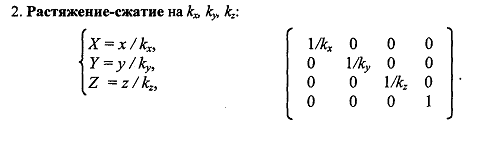 2. Растяжение-сжатие на kx, ky, kz:
X = x / kx,
Y = y / ky,
Z = z / kz,
1/kx 0 0 0
0 1/ky 0 0
0 0 1/kz 0
0 0 0 1 .